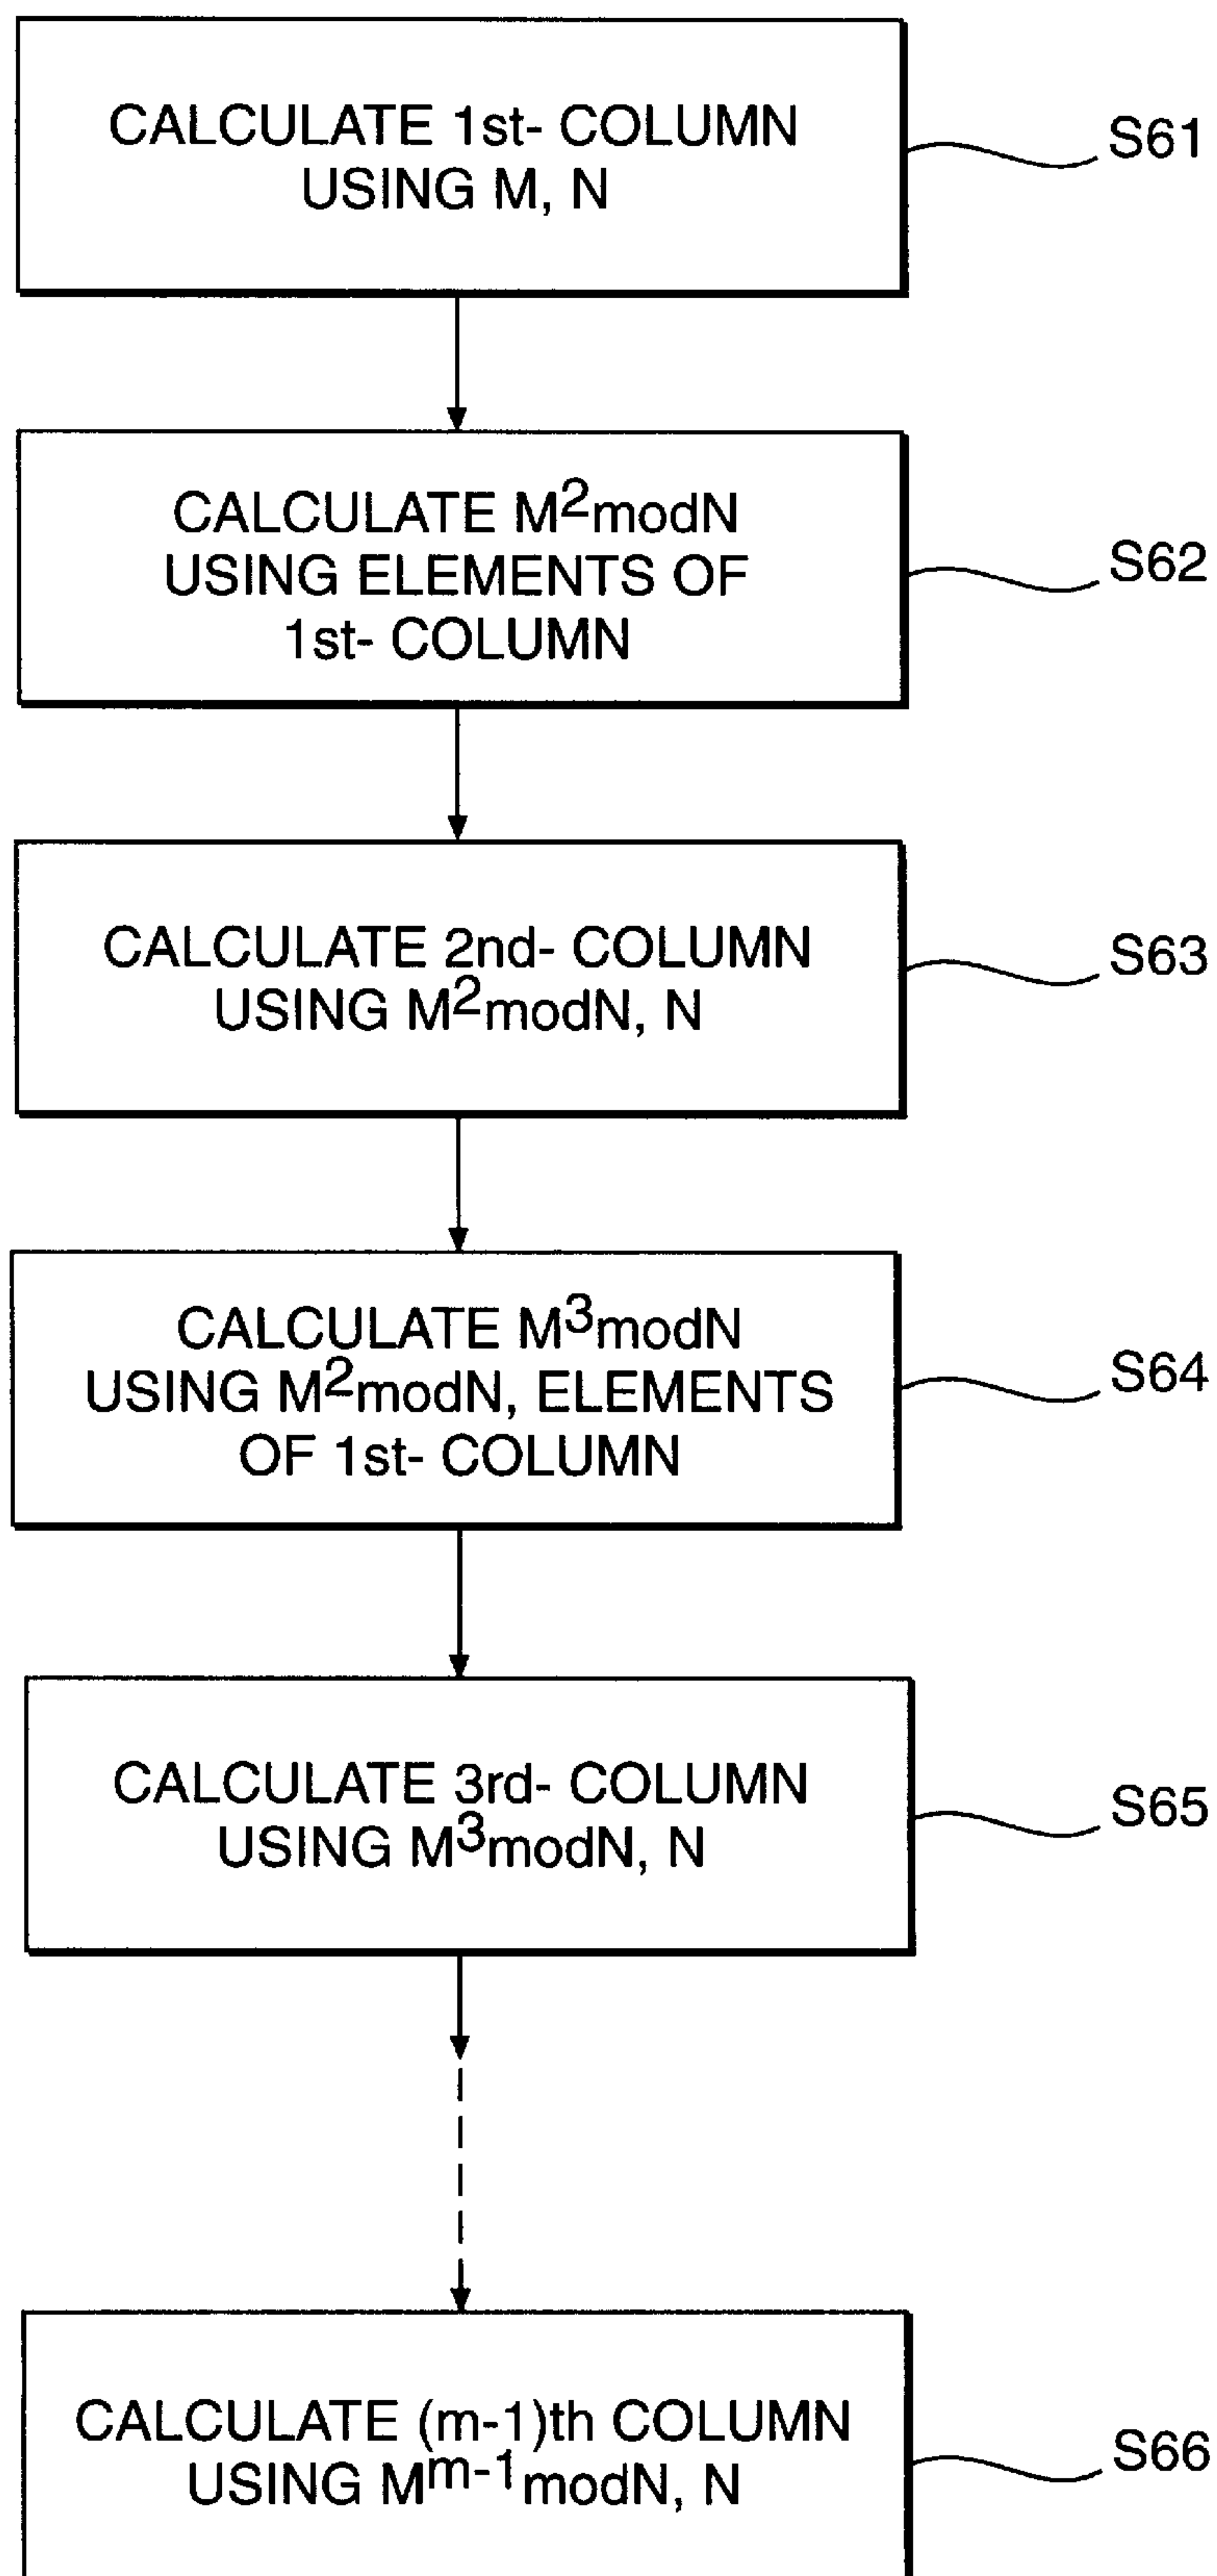 CALCULATE 1st- COLUMN
USING M, N
S61
CALCULATE M²modN
USING ELEMENTS OF
1st- COLUMN
S62
CALCULATE 2nd- COLUMN
USING M²modN, N
S63
CALCULATE M³modN
USING M²modN, ELEMENTS
OF 1st- COLUMN
S64
CALCULATE 3rd- COLUMN
USING M³modN, N
S65
CALCULATE (m-1)th COLUMN
USING Mᵐ⁻¹modN, N
S66